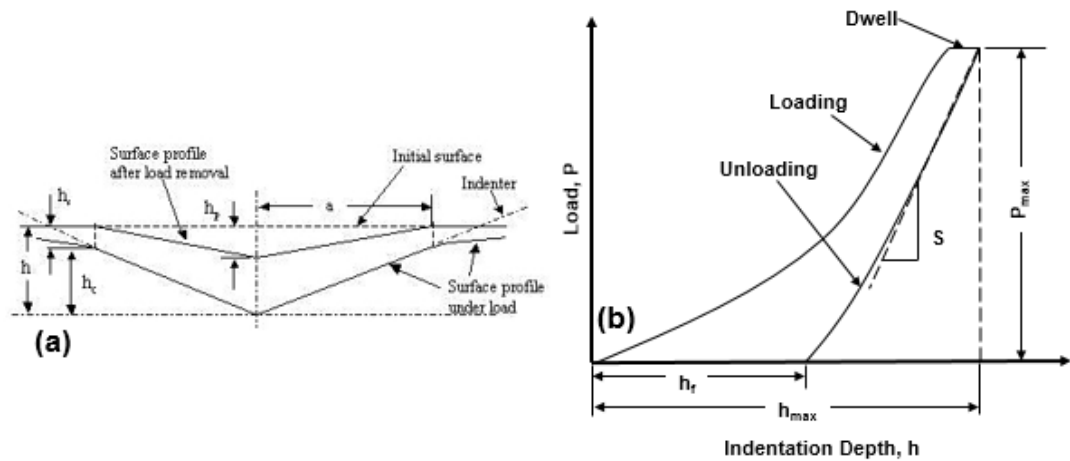 Surface profile
after load removal
Initial surface
Indenter
hₛ
hₚ
a
h
h꜀
Surface profile
under load
(a)
Dwell
Loading
Unloading
Load, P
Pmax
S
(b)
hf
hmax
Indentation Depth, h